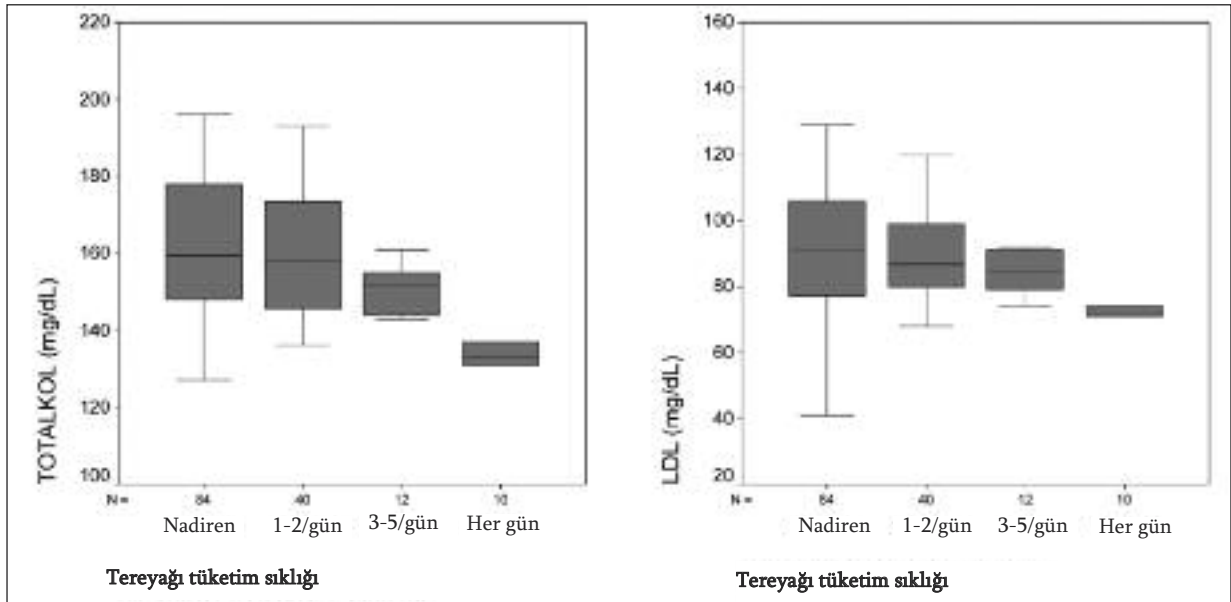 220
200
180
160
140
120
100
TOTALKOL (mg/dL)
N = 84 40 12 10
Nadiren 1-2/gün 3-5/gün Her gün
Tereyağı tüketim sıklığı
160
140
120
100
80
60
40
20
LDL (mg/dL)
N = 84 40 12 10
Nadiren 1-2/gün 3-5/gün Her gün
Tereyağı tüketim sıklığı